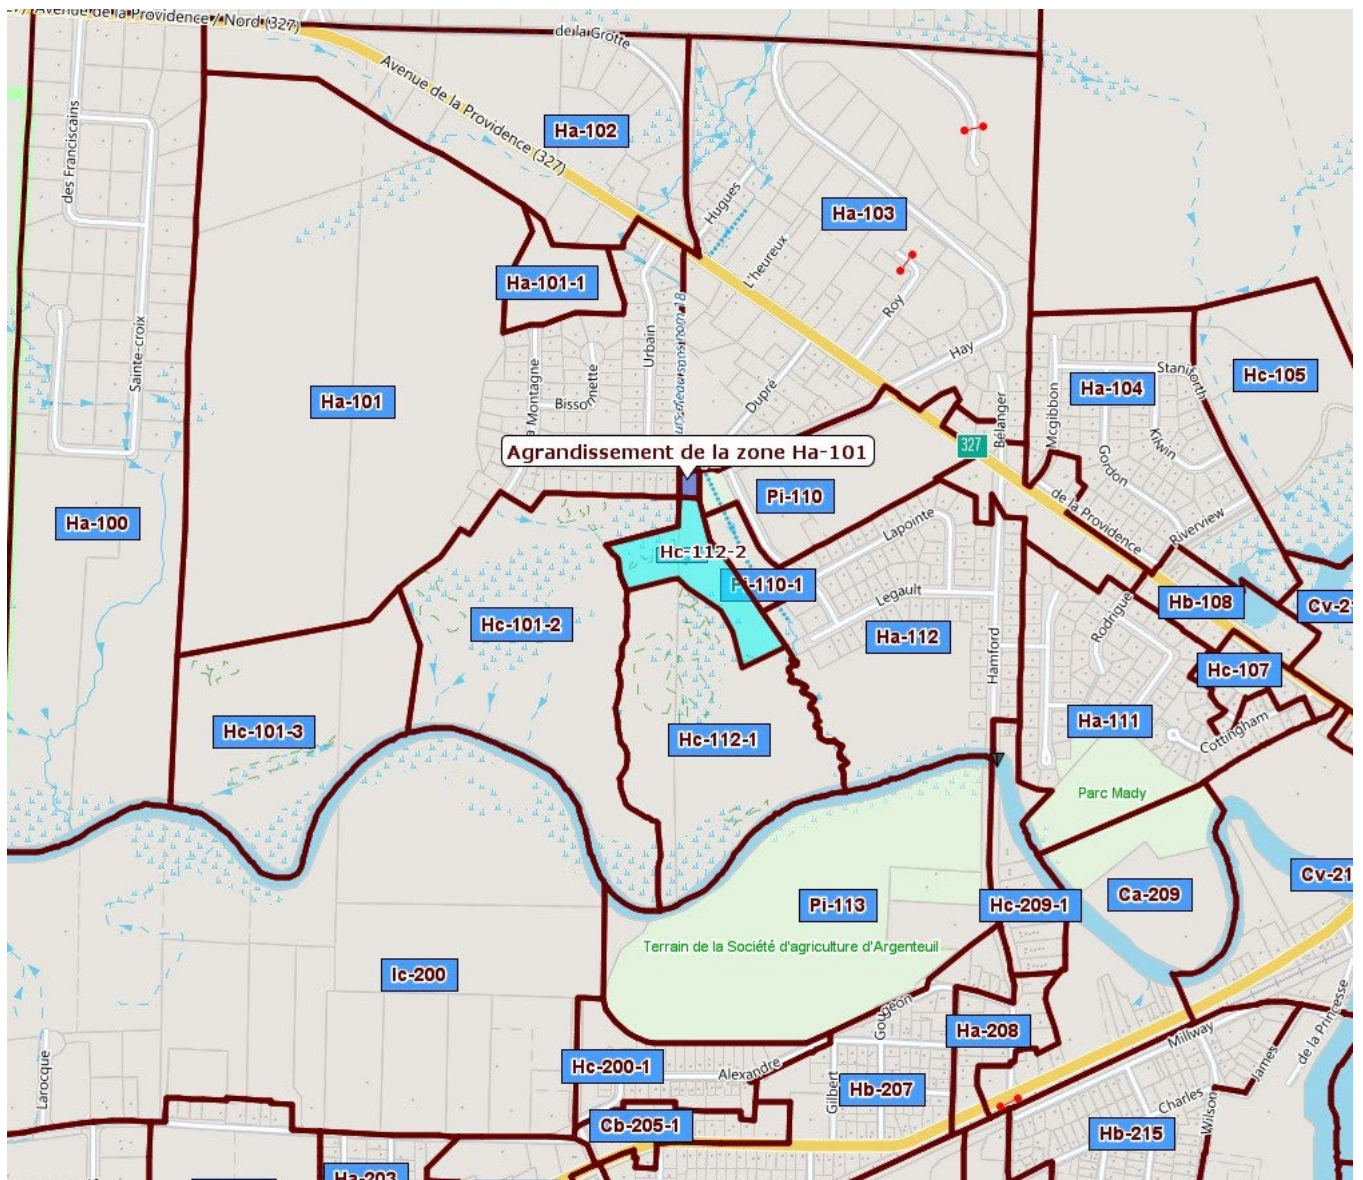 Avenue de la Providence / Nord (327)
de la Grotte
Avenue de la Providence (327)
Ha-102
des Franciscains
Hugues
Ha-103
L'heureux
Ha-101-1
Roy
Urbain
Hay
Sainte-croix
Bissonnette
Dupré
Mcgibbon
Staniforth
Hc-105
Ha-104
Ha-101
Bélanger
Kilwin
Gordon
327
Agrandissement de la zone Ha-101
Pi-110
de la Providence
Riverview
Ha-100
Lapointe
Hc-112-2
Pi-110-1
Legault
Hb-108
Rodrigue
Hc-101-2
Ha-112
Hamford
Hc-107
Hc-101-3
Hc-112-1
Ha-111
Cottingham
Parc Mady
Cv-21
Pi-113
Hc-209-1
Ca-209
Terrain de la Société d'agriculture d'Argenteuil
Ic-200
Gougeon
Ha-208
Millway
de la Princesse
Larocque
Hc-200-1
Alexandre
Gilbert
Hb-207
James
Charles
Wilson
Cb-205-1
Hb-215
Ha-203